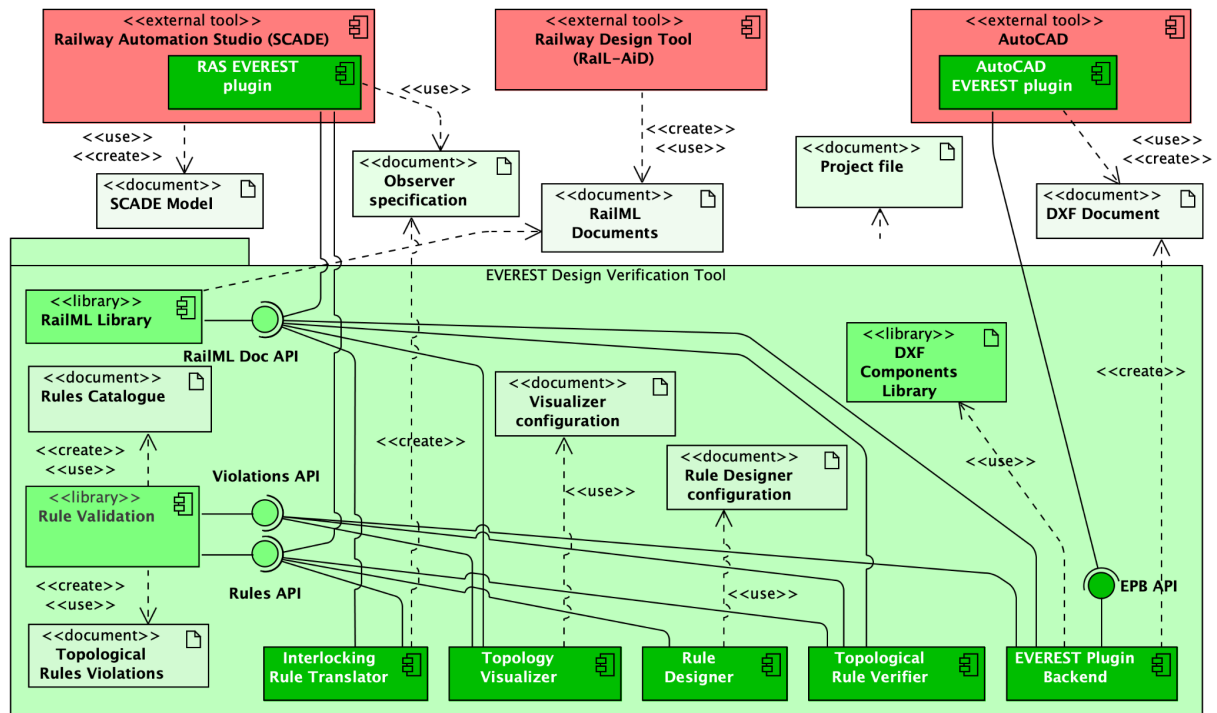 <<external tool>>
Railway Automation Studio (SCADE)
RAS EVEREST
plugin
<<external tool>>
Railway Design Tool
(RaIL-AiD)
<<external tool>>
AutoCAD
AutoCAD
EVEREST plugin
<<use>>
<<use>>
<<create>>
<<create>>
<<use>>
<<use>>
<<create>>
<<document>>
SCADE Model
<<document>>
Observer
specification
<<document>>
RailML
Documents
<<document>>
Project file
<<document>>
DXF Document
EVEREST Design Verification Tool
<<library>>
RailML Library
RailML Doc API
<<library>>
DXF
Components
Library
<<document>>
Rules Catalogue
<<document>>
Visualizer
configuration
<<create>>
<<create>>
<<create>>
<<use>>
<<document>>
Rule Designer
configuration
<<use>>
Violations API
<<use>>
<<library>>
Rule Validation
Rules API
<<create>>
<<use>>
<<use>>
EPB API
<<document>>
Topological
Rules Violations
Interlocking
Rule Translator
Topology
Visualizer
Rule
Designer
Topological
Rule Verifier
EVEREST Plugin
Backend